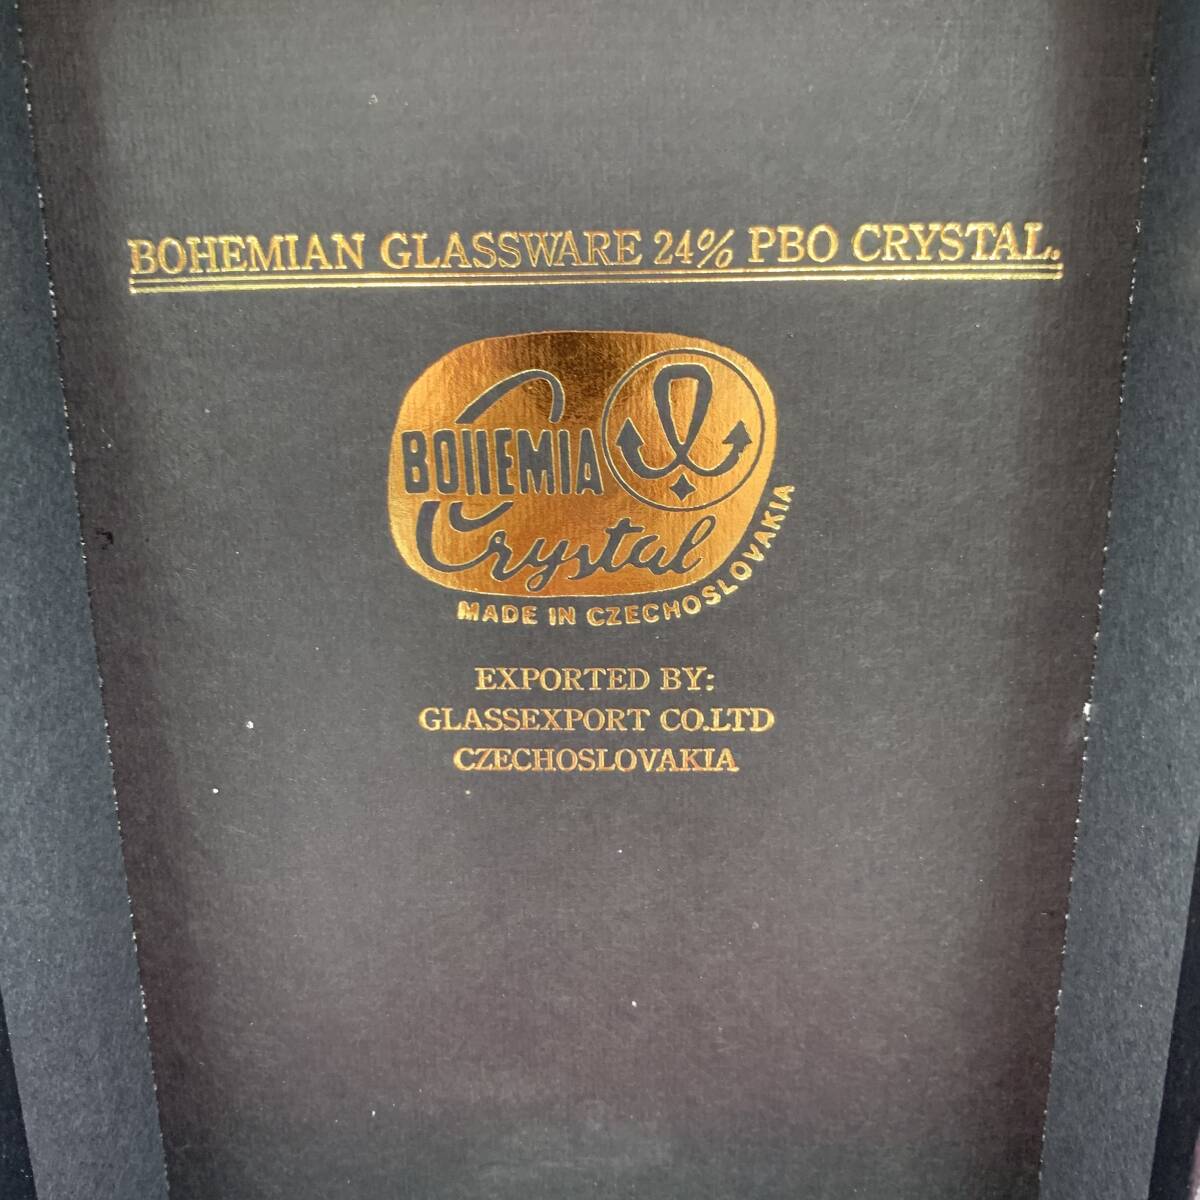 BOHEMIAN GLASSWARE 24% PBO CRYSTAL.
BOHEMIA
Crystal
MADE IN CZECHOSLOVAKIA
EXPORTED BY:
GLASSEXPORT CO.LTD
CZECHOSLOVAKIA